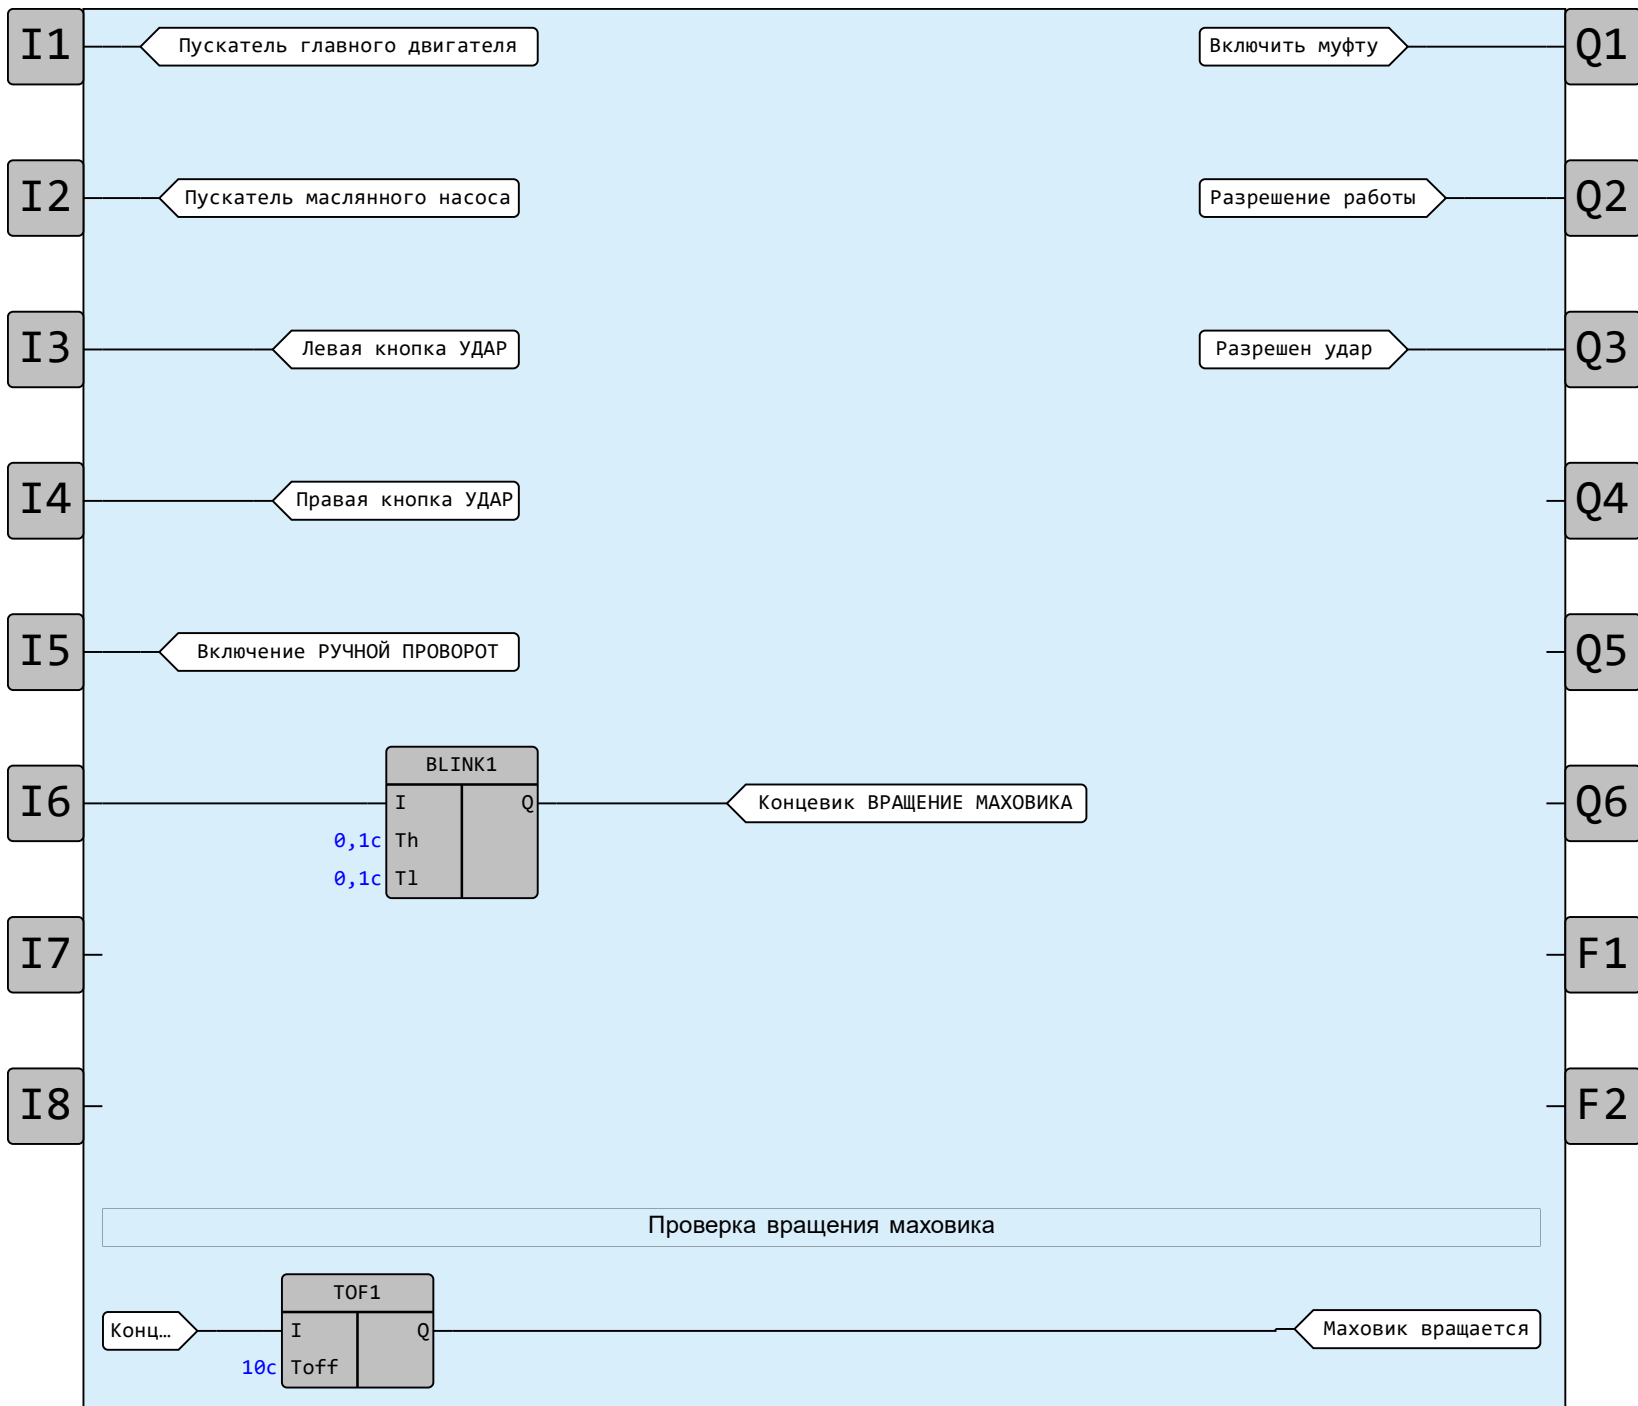 I1 Пускатель главного двигателя Включить муфту Q1
I2 Пускатель маслянного насоса Разрешение работы Q2
I3 Левая кнопка УДАР Разрешен удар Q3
I4 Правая кнопка УДАР Q4
I5 Включение РУЧНОЙ ПРОВОРОТ Q5
BLINK1
I6 I Q Концевик ВРАЩЕНИЕ МАХОВИКА Q6
0,1с Th
0,1с Tl
I7 F1
I8 F2
Проверка вращения маховика
TOF1
Конц… I Q Маховик вращается
10с Toff